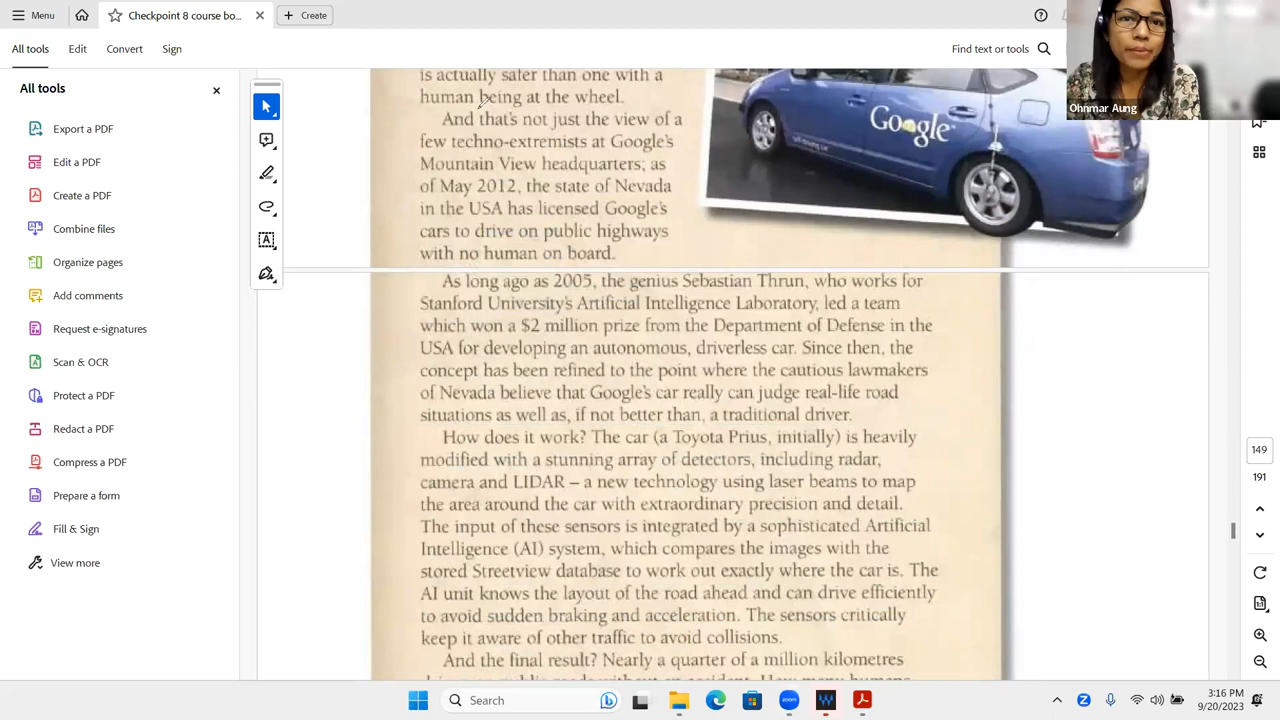 Menu
Checkpoint 8 course bo...
Create
All tools
Edit
Convert
Sign
Find text or tools
Ohnmar Aung
All tools
Export a PDF
Edit a PDF
Create a PDF
Combine files
Organize pages
Add comments
Request e-signatures
Scan & OCR
Protect a PDF
Redact a PDF
Compress a PDF
Prepare a form
Fill & Sign
View more
is actually safer than one with a
human being at the wheel.
And that's not just the view of a
few techno-extremists at Google's
Mountain View headquarters; as
of May 2012, the state of Nevada
in the USA has licensed Google's
cars to drive on public highways
with no human on board.
Google
self-driving car
As long ago as 2005, the genius Sebastian Thrun, who works for
Stanford University's Artificial Intelligence Laboratory, led a team
which won a $2 million prize from the Department of Defense in the
USA for developing an autonomous, driverless car. Since then, the
concept has been refined to the point where the cautious lawmakers
of Nevada believe that Google's car really can judge real-life road
situations as well as, if not better than, a traditional driver.
How does it work? The car (a Toyota Prius, initially) is heavily
modified with a stunning array of detectors, including radar,
camera and LIDAR – a new technology using laser beams to map
the area around the car with extraordinary precision and detail.
The input of these sensors is integrated by a sophisticated Artificial
Intelligence (AI) system, which compares the images with the
stored Streetview database to work out exactly where the car is. The
AI unit knows the layout of the road ahead and can drive efficiently
to avoid sudden braking and acceleration. The sensors critically
keep it aware of other traffic to avoid collisions.
And the final result? Nearly a quarter of a million kilometres
149
191
Search
3:16 PM
9/20/2023